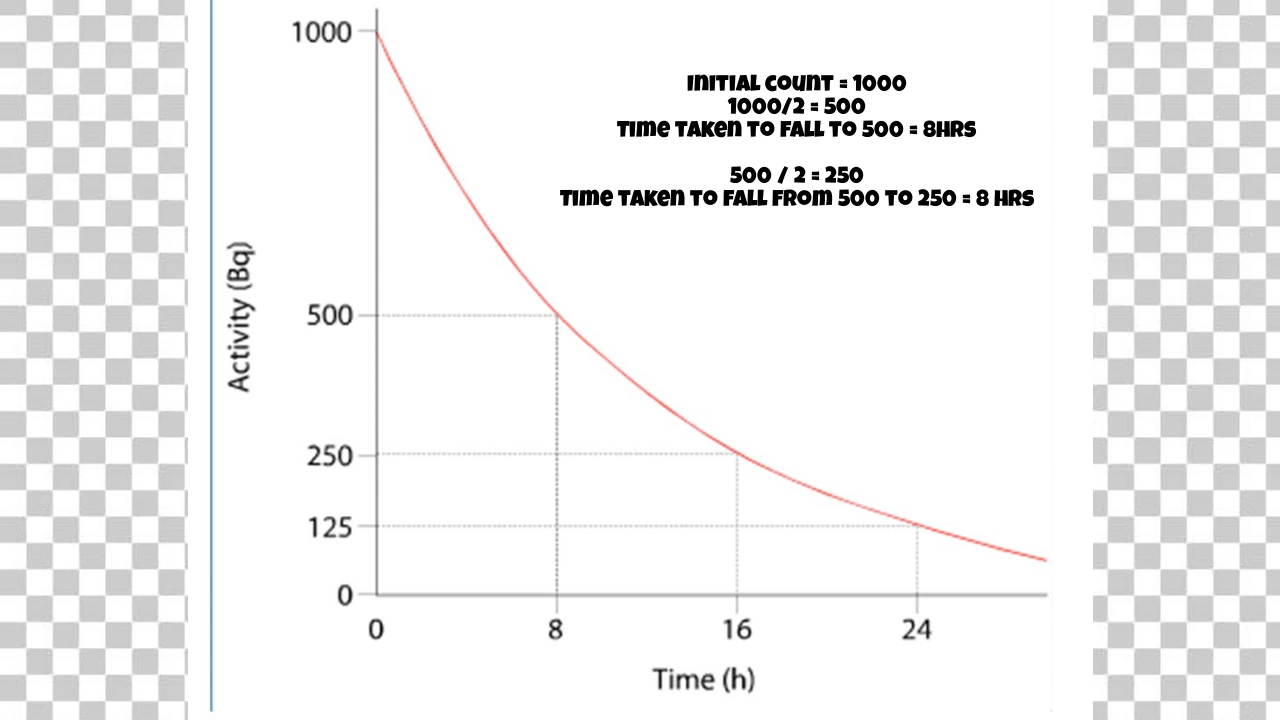 1000
INITIAL COUNT = 1000
1000/2 = 500
TIME TAKEN TO FALL TO 500 = 8HRS
500 / 2 = 250
TIME TAKEN TO FALL FROM 500 TO 250 = 8 HRS
Activity (Bq)
500
250
125
0
0 8 16 24
Time (h)